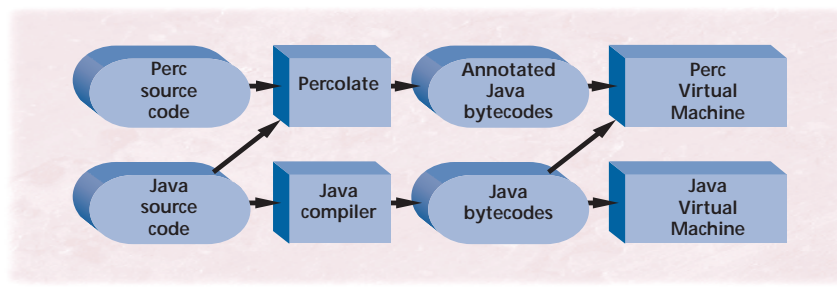 Perc
source
code
Percolate
Annotated
Java
bytecodes
Perc
Virtual
Machine
Java
source
code
Java
compiler
Java
bytecodes
Java
Virtual
Machine